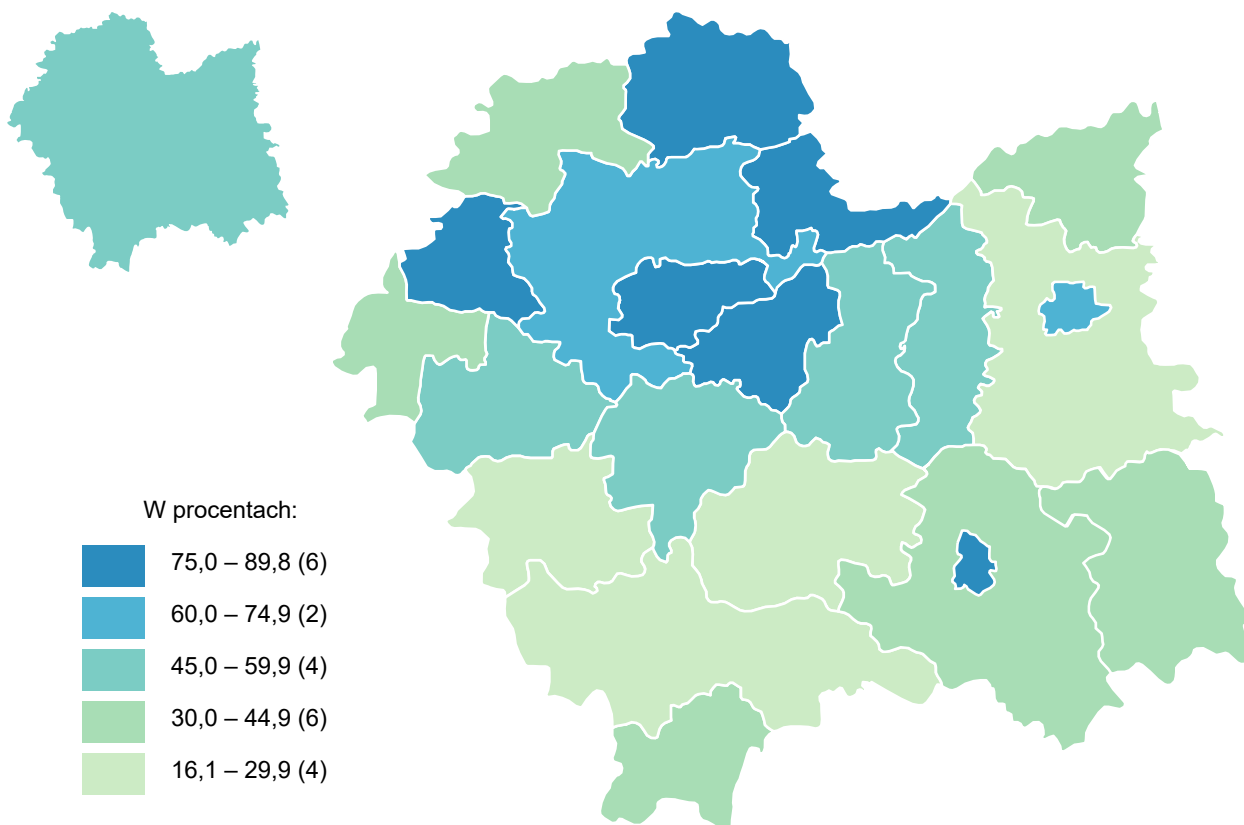 W procentach:
75,0 – 89,8 (6)
60,0 – 74,9 (2)
45,0 – 59,9 (4)
30,0 – 44,9 (6)
16,1 – 29,9 (4)